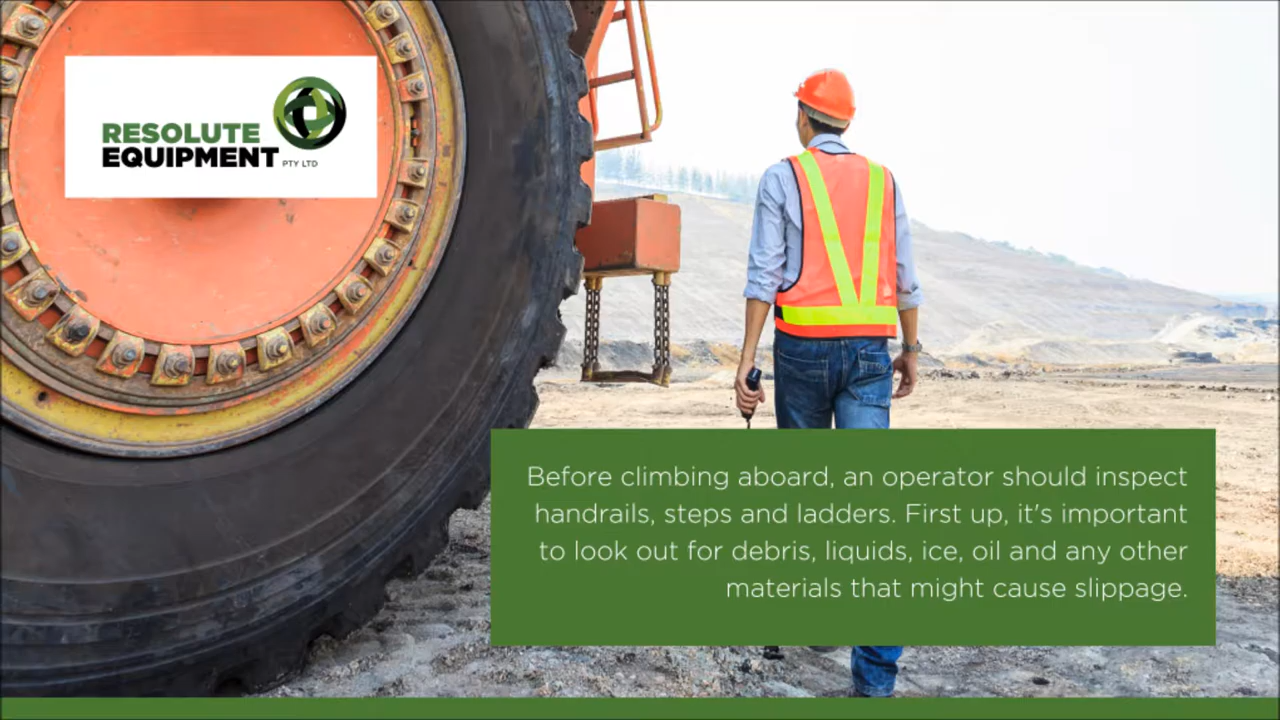 RESOLUTE
EQUIPMENT PTY LTD
Before climbing aboard, an operator should inspect
handrails, steps and ladders. First up, it's important
to look out for debris, liquids, ice, oil and any other
materials that might cause slippage.